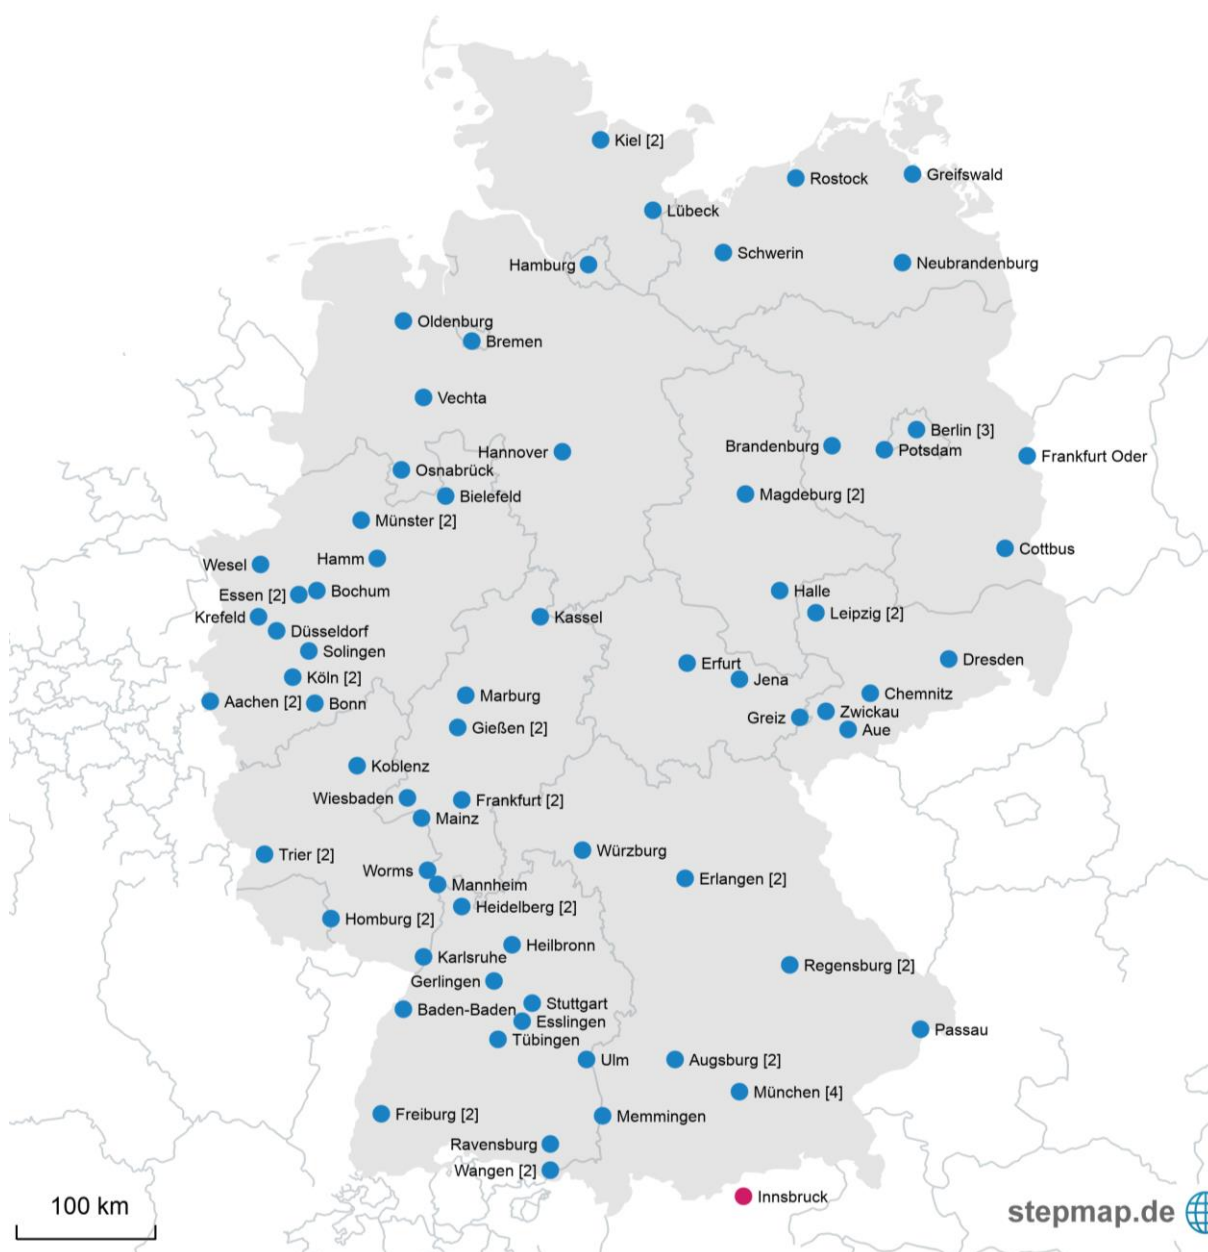 Kiel [2]
Greifswald
Rostock
Lübeck
Schwerin
Hamburg
Neubrandenburg
Oldenburg
Bremen
Vechta
Berlin [3]
Brandenburg
Potsdam
Hannover
Frankfurt Oder
Osnabrück
Bielefeld
Magdeburg [2]
Münster [2]
Cottbus
Hamm
Wesel
Bochum
Essen [2]
Halle
Leipzig [2]
Krefeld
Kassel
Düsseldorf
Solingen
Dresden
Erfurt
Köln [2]
Jena
Chemnitz
Marburg
Aachen [2]
Bonn
Zwickau
Greiz
Gießen [2]
Aue
Koblenz
Wiesbaden
Frankfurt [2]
Mainz
Würzburg
Trier [2]
Worms
Erlangen [2]
Mannheim
Heidelberg [2]
Homburg [2]
Heilbronn
Karlsruhe
Regensburg [2]
Gerlingen
Stuttgart
Baden-Baden
Esslingen
Passau
Tübingen
Ulm
Augsburg [2]
München [4]
Freiburg [2]
Memmingen
Ravensburg
Wangen [2]
Innsbruck
100 km
stepmap.de